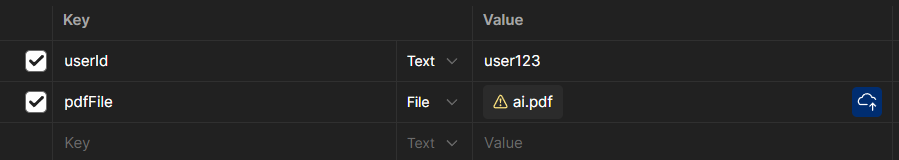 Key Value
userId Text user123
pdfFile File ai.pdf
Key Text Value